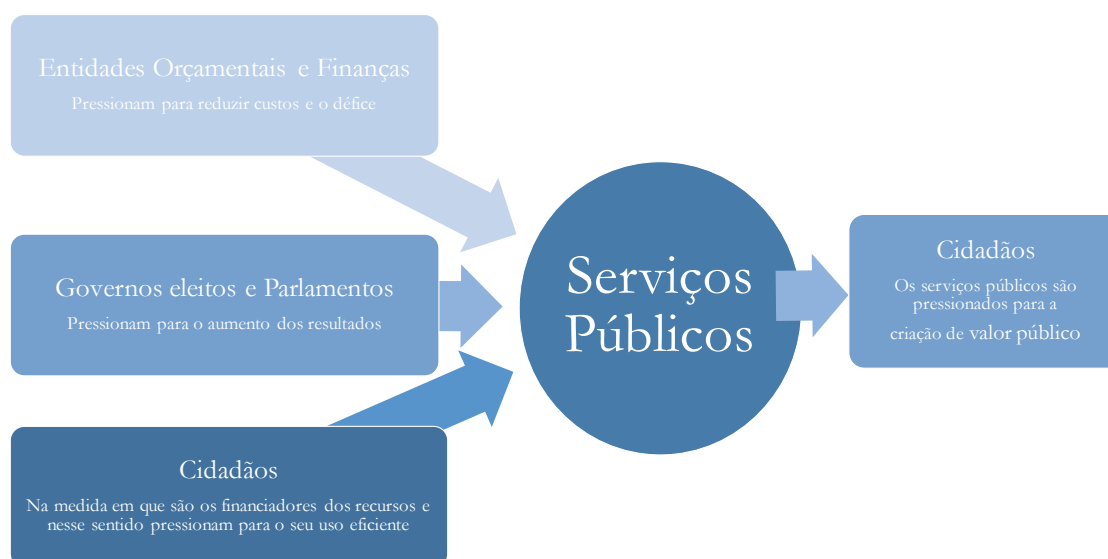 Entidades Orçamentais e Finanças
Pressionam para reduzir custos e o défice
Governos eleitos e Parlamentos
Pressionam para o aumento dos resultados
Cidadãos
Na medida em que são os financiadores dos recursos e
nesse sentido pressionam para o seu uso eficiente
Serviços
Públicos
Cidadãos
Os serviços públicos são
pressionados para a
criação de valor público